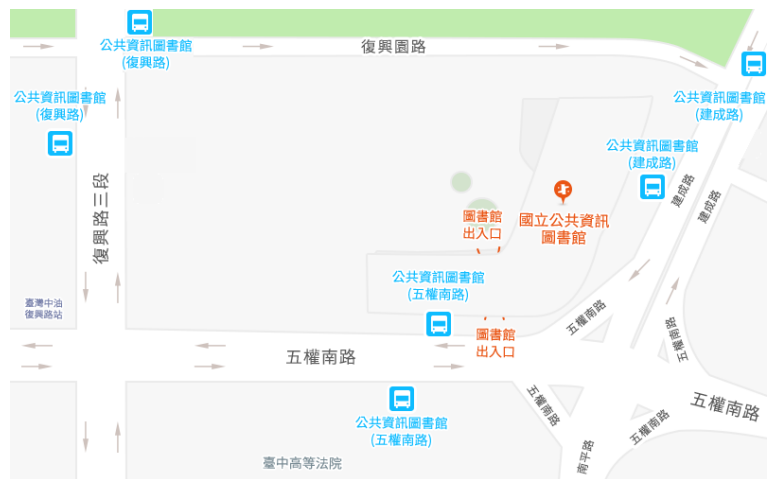 公共資訊圖書館
(復興路)
復興園路
公共資訊圖書館
(復興路)
公共資訊圖書館
(建成路)
公共資訊圖書館
(建成路)
建成路
建成路
復興路三段
圖書館
出入口
國立公共資訊
圖書館
公共資訊圖書館
(五權南路)
臺灣中油
復興路站
五權南路
五權南路
圖書館
出入口
五權南路
五權南路
五權南路
五權南路
公共資訊圖書館
(五權南路)
南平路
臺中高等法院